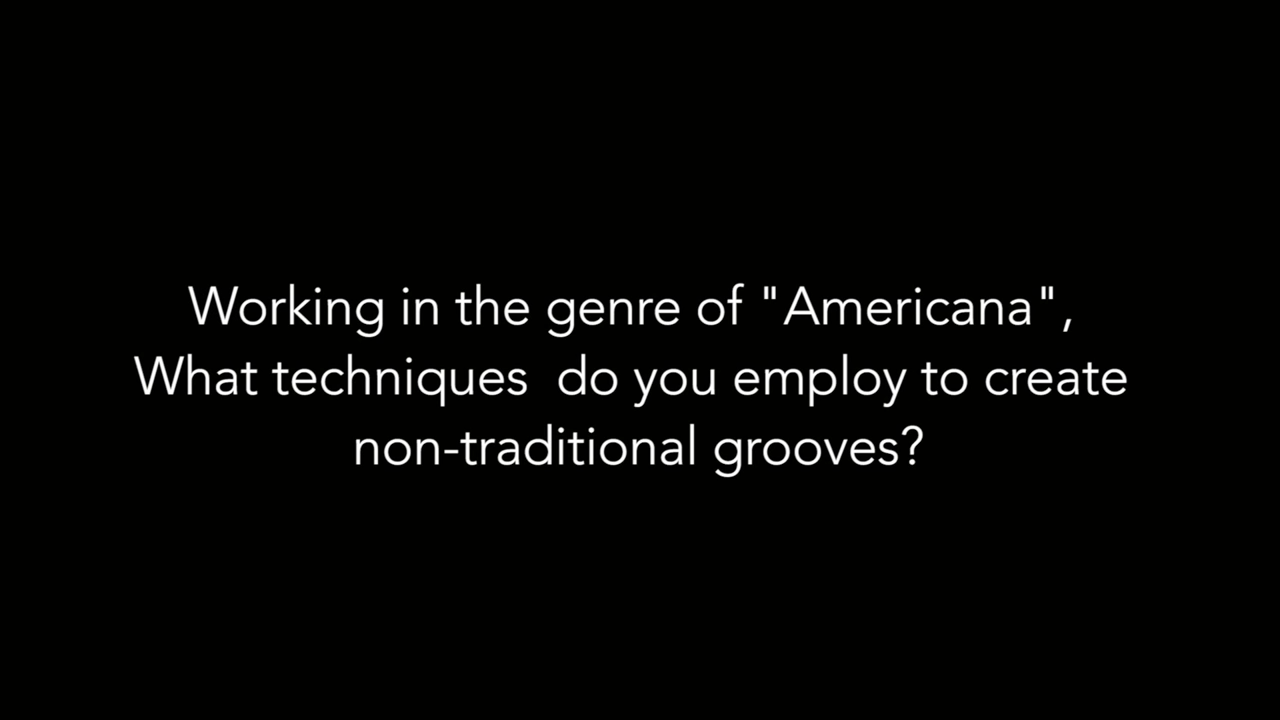 Working in the genre of "Americana",
What techniques  do you employ to create
non-traditional grooves?